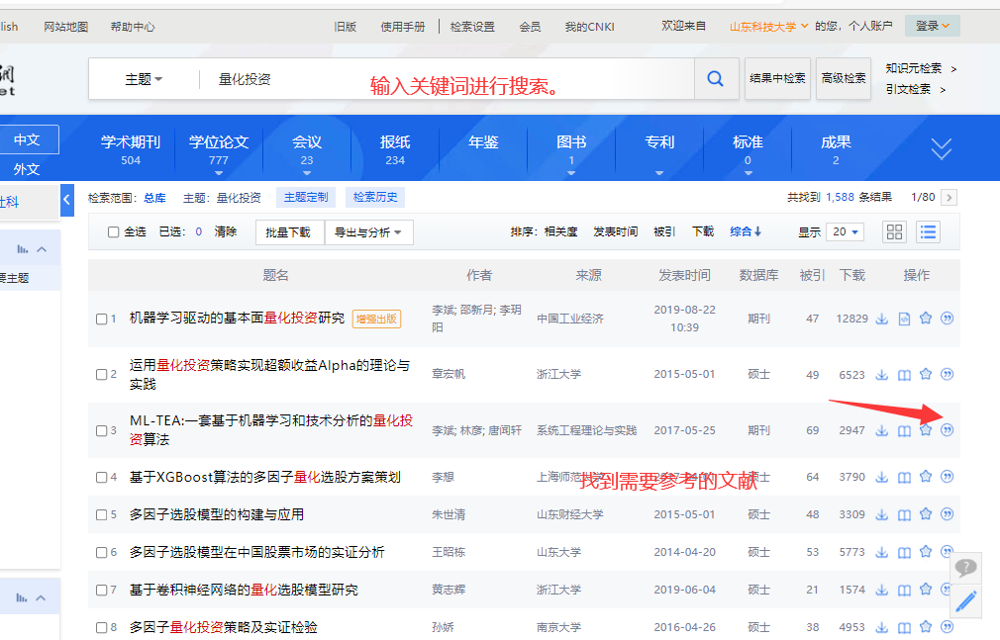 lish 网站地图 帮助中心 旧版 使用手册 检索设置 会员 我的CNKI 欢迎来自 山东科技大学 的您，个人账户 登录
网 主题 量化投资 输入关键词进行搜索。 结果中检索 高级检索 知识元检索 >
et 引文检索 >
中文 学术期刊 学位论文 会议 报纸 年鉴 图书 专利 标准 成果
504 777 23 234 1 0 2
外文
社科 检索范围：总库 主题：量化投资 主题定制 检索历史 共找到 1,588 条结果 1/80 >
全选 已选：0 清除 批量下载 导出与分析 排序：相关度 发表时间 被引 下载 综合↓ 显示 20
要主题
题名 作者 来源 发表时间 数据库 被引 下载 操作
1 机器学习驱动的基本面量化投资研究 增强出版 李斌; 邵新月; 李玥阳 中国工业经济 2019-08-22 10:39 期刊 47 12829
2 运用量化投资策略实现超额收益Alpha的理论与实践 章宏帆 浙江大学 2015-05-01 硕士 49 6523
3 ML-TEA:一套基于机器学习和技术分析的量化投资算法 李斌; 林彦; 唐闻轩 系统工程理论与实践 2017-05-25 期刊 69 2947
4 基于XGBoost算法的多因子量化选股方案策划 李想 上海师范大学 硕士 64 3790
找到需要参考的文献
5 多因子选股模型的构建与应用 朱世清 山东财经大学 2015-05-01 硕士 48 3309
6 多因子选股模型在中国股票市场的实证分析 王昭栋 山东大学 2014-04-20 硕士 53 5773
7 基于卷积神经网络的量化选股模型研究 黄志辉 浙江大学 2019-06-04 硕士 21 1574
8 多因子量化投资策略及实证检验 孙娇 南京大学 2016-04-26 硕士 38 4953